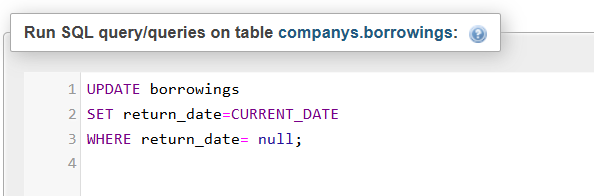 Run SQL query/queries on table companys.borrowings:
1 UPDATE borrowings
2 SET return_date=CURRENT_DATE
3 WHERE return_date= null;
4